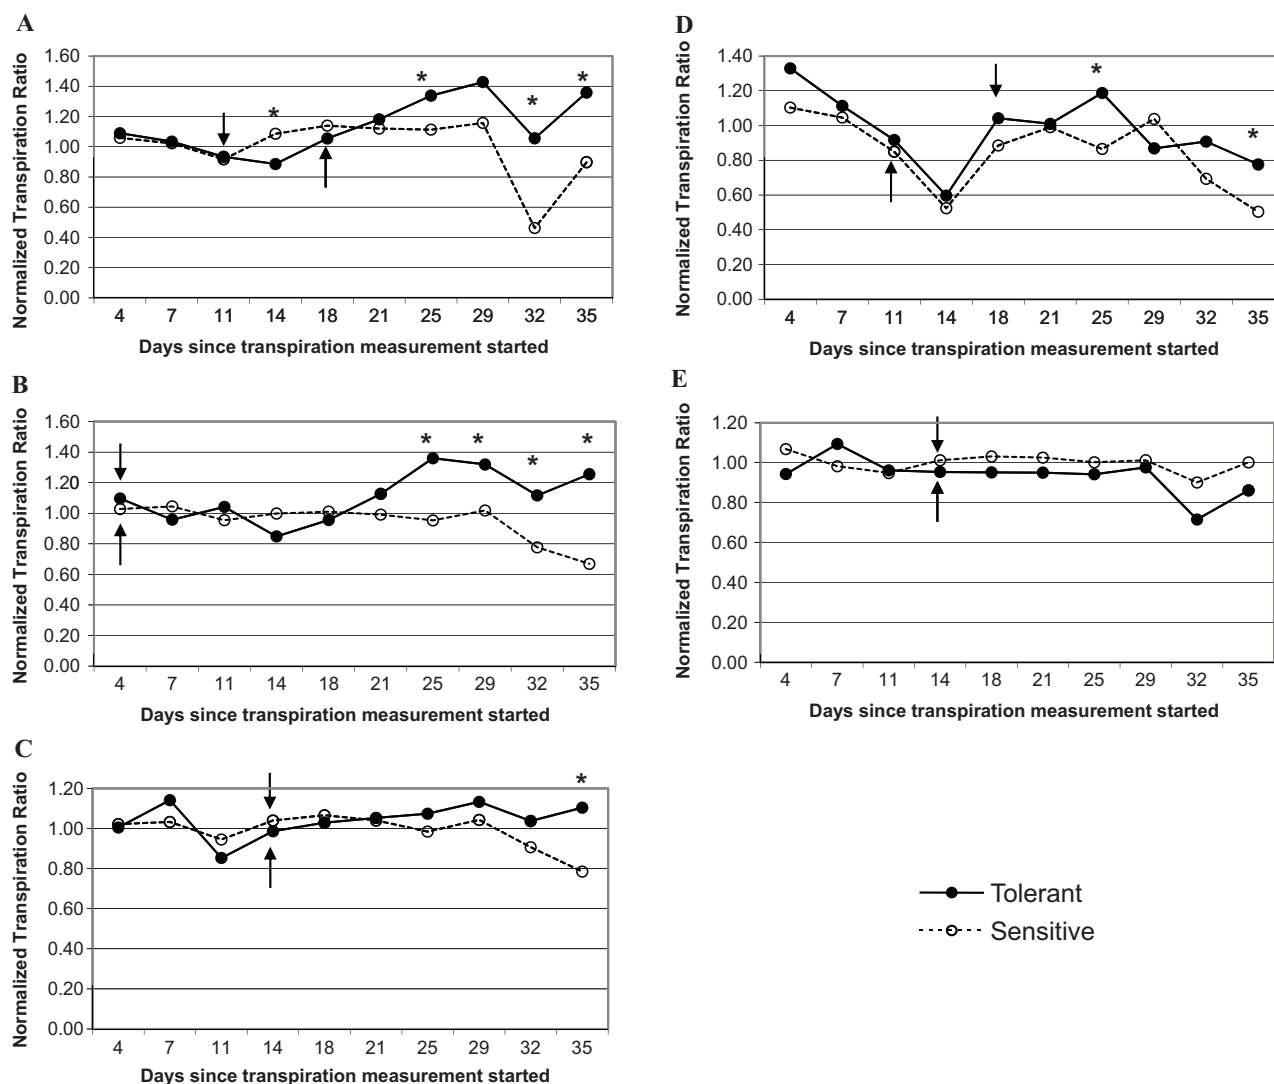 A
Normalized Transpiration Ratio
1.60
1.40
1.20
1.00
0.80
0.60
0.40
0.20
0.00
* * * *
4 7 11 14 18 21 25 29 32 35
Days since transpiration measurement started
B
Normalized Transpiration Ratio
1.60
1.40
1.20
1.00
0.80
0.60
0.40
0.20
0.00
* * * *
4 7 11 14 18 21 25 29 32 35
Days since transpiration measurement started
C
Normalized Transpiration Ratio
1.20
1.00
0.80
0.60
0.40
0.20
0.00
*
4 7 11 14 18 21 25 29 32 35
Days since transpiration measurement started
D
Normalized Transpiration Ratio
1.40
1.20
1.00
0.80
0.60
0.40
0.20
0.00
* *
4 7 11 14 18 21 25 29 32 35
Days since transpiration measurement started
E
Normalized Transpiration Ratio
1.20
1.00
0.80
0.60
0.40
0.20
0.00
4 7 11 14 18 21 25 29 32 35
Days since transpiration measurement started
Tolerant
Sensitive